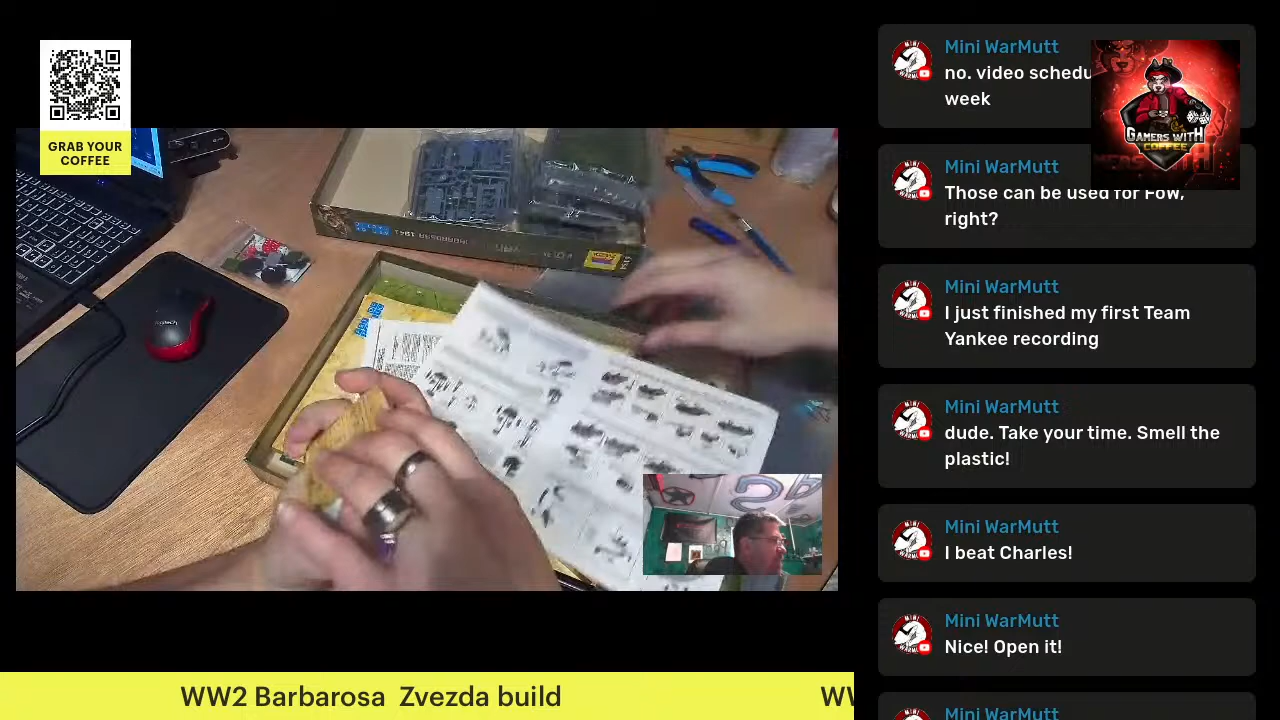 GRAB YOUR
COFFEE
Mini WarMutt
no. video schedu
week
GAMERS WITH
COFFEE
Mini WarMutt
Those can be used for Pow,
right?
Mini WarMutt
I just finished my first Team
Yankee recording
Mini WarMutt
dude. Take your time. Smell the
plastic!
Mini WarMutt
I beat Charles!
Mini WarMutt
Nice! Open it!
Mini WarMutt
WW2 Barbarosa Zvezda build